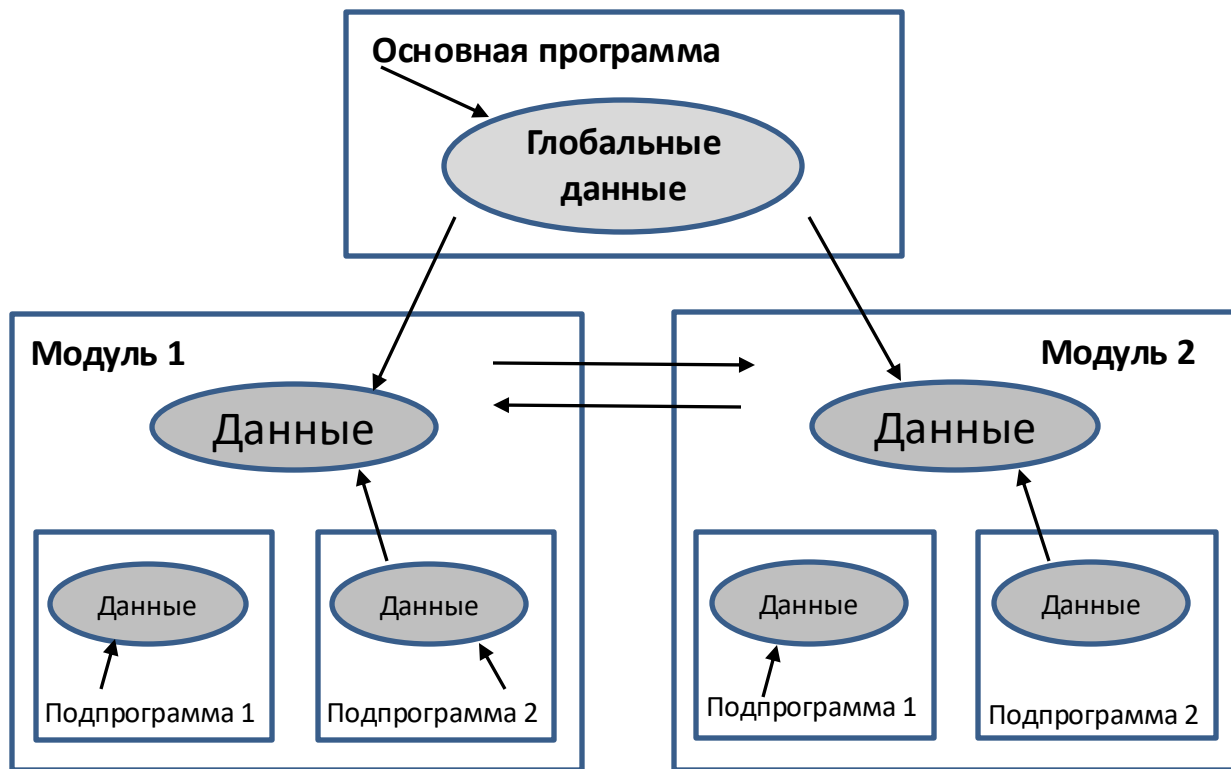 Основная программа
Глобальные
данные
Модуль 1
Модуль 2
Данные
Данные
Данные
Данные
Данные
Данные
Подпрограмма 1
Подпрограмма 2
Подпрограмма 1
Подпрограмма 2